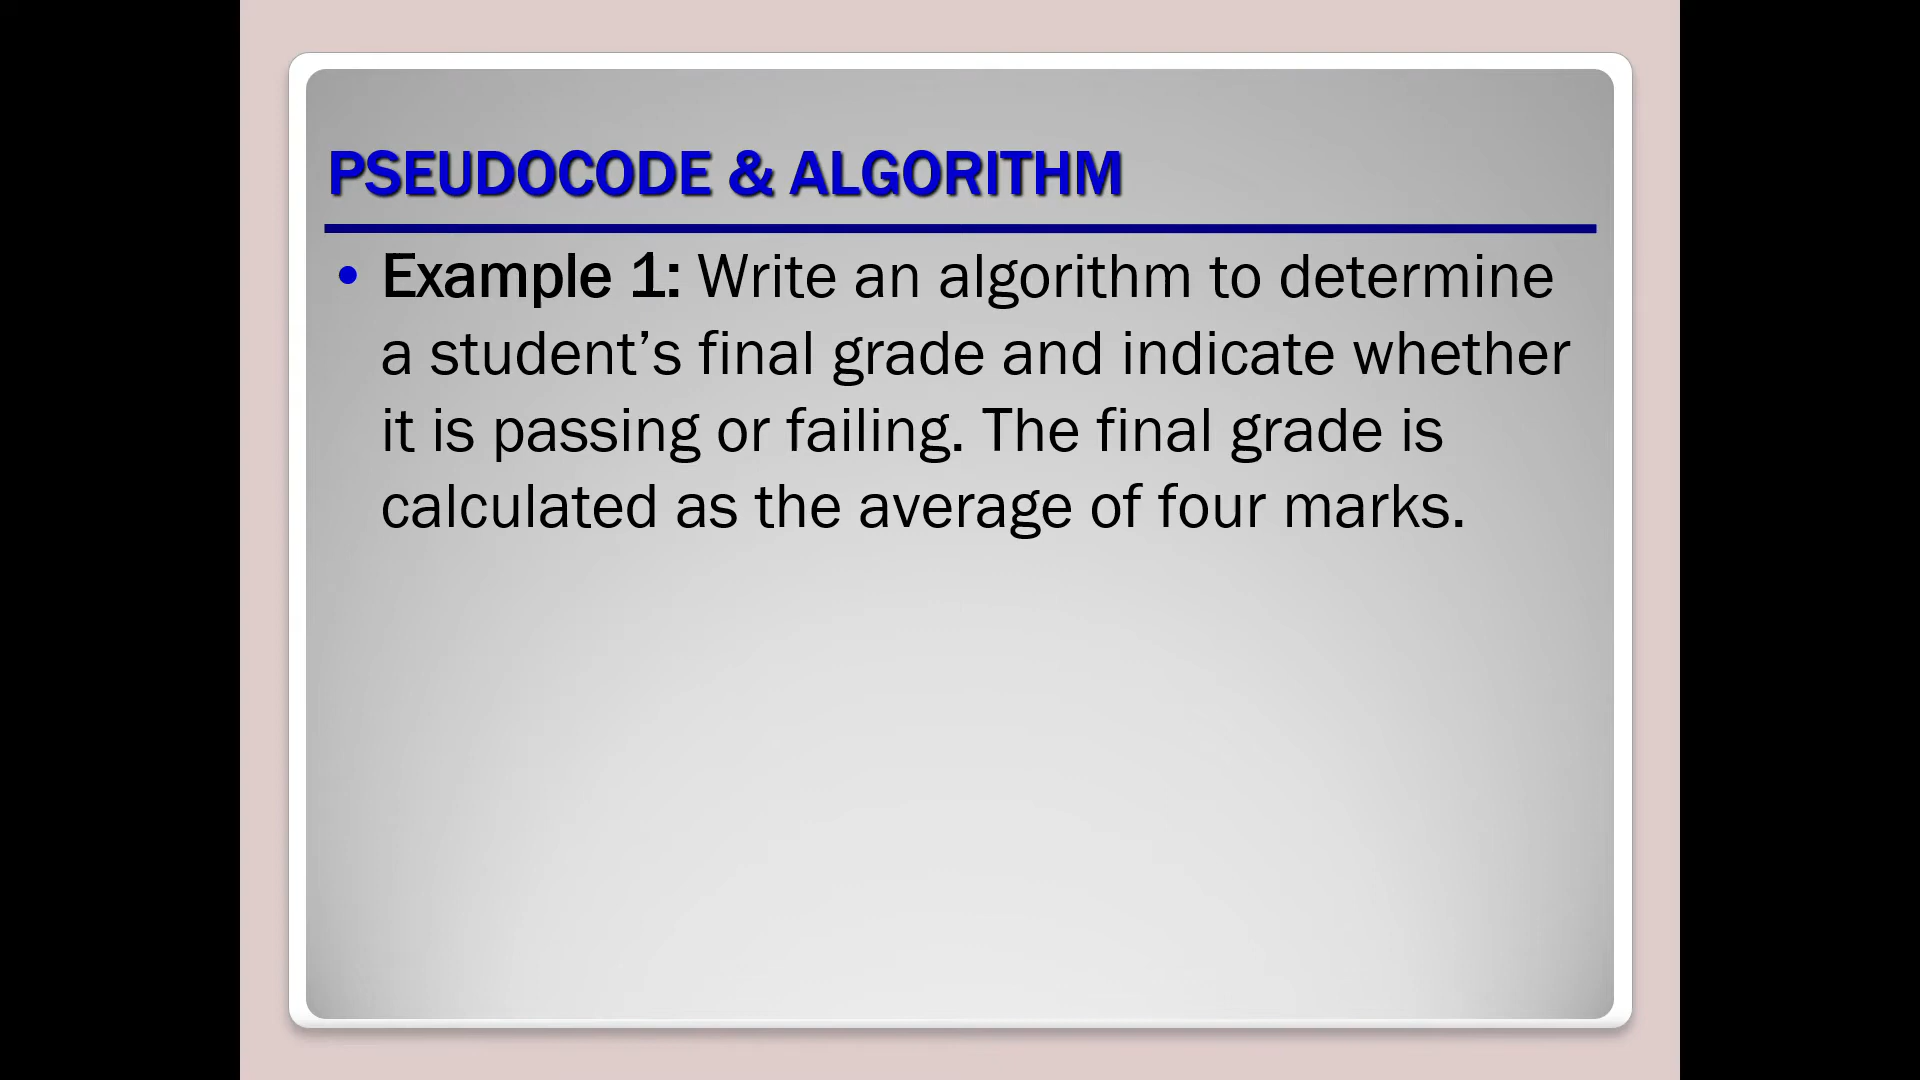 PSEUDOCODE & ALGORITHM
• Example 1: Write an algorithm to determine
a student’s final grade and indicate whether
it is passing or failing. The final grade is
calculated as the average of four marks.